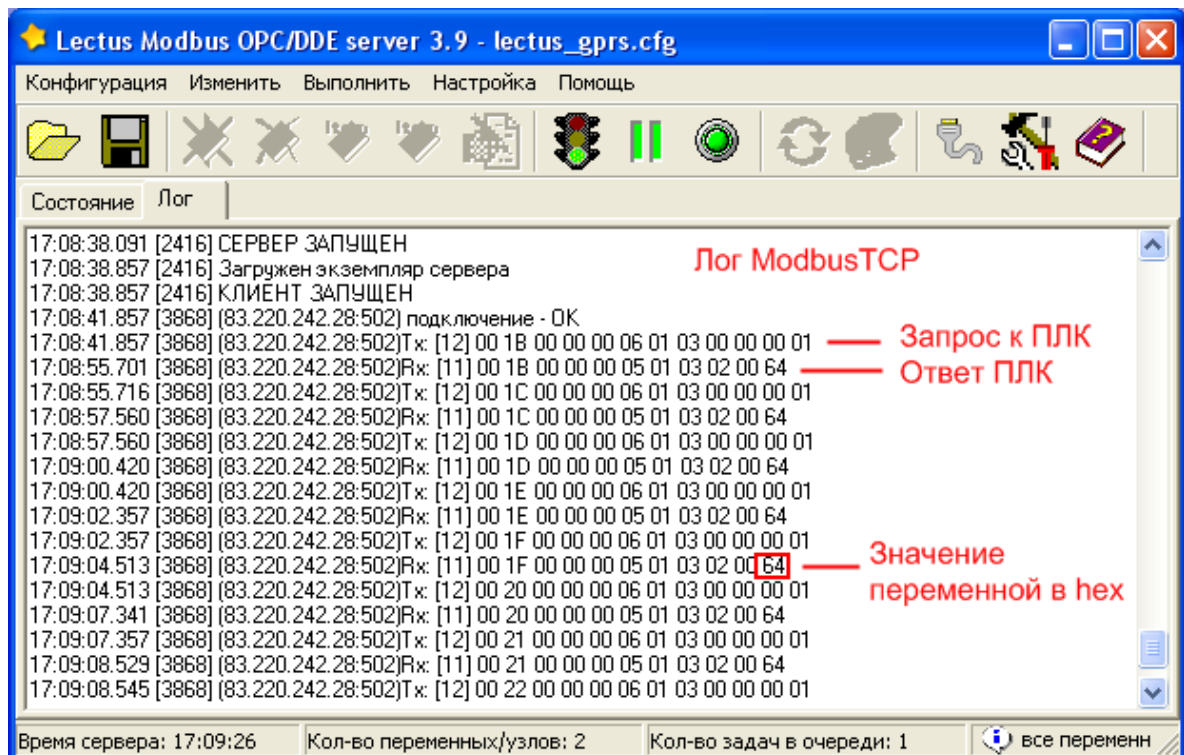 Lectus Modbus OPC/DDE server 3.9 - lectus_gprs.cfg
Конфигурация Изменить Выполнить Настройка Помощь
Состояние Лог
17:08:38.091 [2416] СЕРВЕР ЗАПУЩЕН
17:08:38.857 [2416] Загружен экземпляр сервера
Лог ModbusTCP
17:08:38.857 [2416] КЛИЕНТ ЗАПУЩЕН
17:08:41.857 [3868] (83.220.242.28:502) подключение - ОК
17:08:41.857 [3868] (83.220.242.28:502)Tx: [12] 00 1B 00 00 00 06 01 03 00 00 00 01
Запрос к ПЛК
17:08:55.701 [3868] (83.220.242.28:502)Rx: [11] 00 1B 00 00 00 05 01 03 02 00 64
Ответ ПЛК
17:08:55.716 [3868] (83.220.242.28:502)Tx: [12] 00 1C 00 00 00 06 01 03 00 00 00 01
17:08:57.560 [3868] (83.220.242.28:502)Rx: [11] 00 1C 00 00 00 05 01 03 02 00 64
17:08:57.560 [3868] (83.220.242.28:502)Tx: [12] 00 1D 00 00 00 06 01 03 00 00 00 01
17:09:00.420 [3868] (83.220.242.28:502)Rx: [11] 00 1D 00 00 00 05 01 03 02 00 64
17:09:00.420 [3868] (83.220.242.28:502)Tx: [12] 00 1E 00 00 00 06 01 03 00 00 00 01
17:09:02.357 [3868] (83.220.242.28:502)Rx: [11] 00 1E 00 00 00 05 01 03 02 00 64
17:09:02.357 [3868] (83.220.242.28:502)Tx: [12] 00 1F 00 00 00 06 01 03 00 00 00 01
17:09:04.513 [3868] (83.220.242.28:502)Rx: [11] 00 1F 00 00 00 05 01 03 02 00 64
Значение
переменной в hex
17:09:04.513 [3868] (83.220.242.28:502)Tx: [12] 00 20 00 00 00 06 01 03 00 00 00 01
17:09:07.341 [3868] (83.220.242.28:502)Rx: [11] 00 20 00 00 00 05 01 03 02 00 64
17:09:07.357 [3868] (83.220.242.28:502)Tx: [12] 00 21 00 00 00 06 01 03 00 00 00 01
17:09:08.529 [3868] (83.220.242.28:502)Rx: [11] 00 21 00 00 00 05 01 03 02 00 64
17:09:08.545 [3868] (83.220.242.28:502)Tx: [12] 00 22 00 00 00 06 01 03 00 00 00 01
Время сервера: 17:09:26 Кол-во переменных/узлов: 2 Кол-во задач в очереди: 1 все переменн